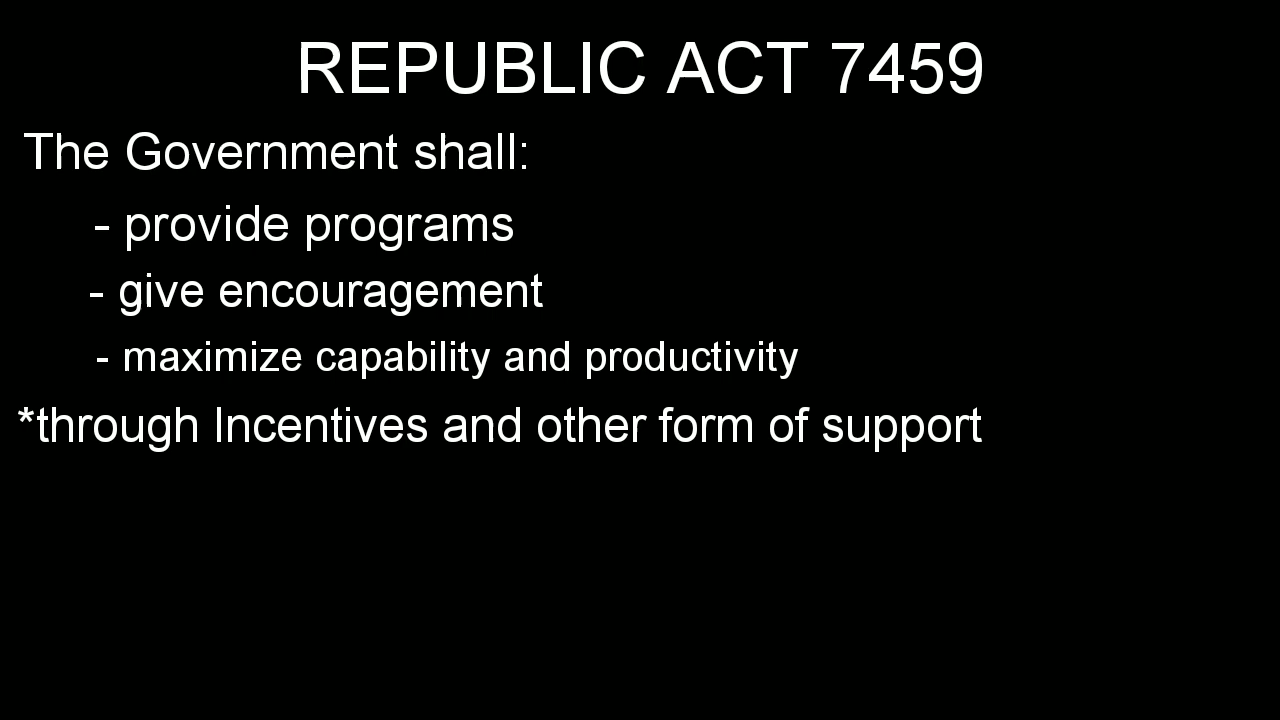 REPUBLIC ACT 7459
The Government shall:
- provide programs
- give encouragement
- maximize capability and productivity
*through Incentives and other form of support